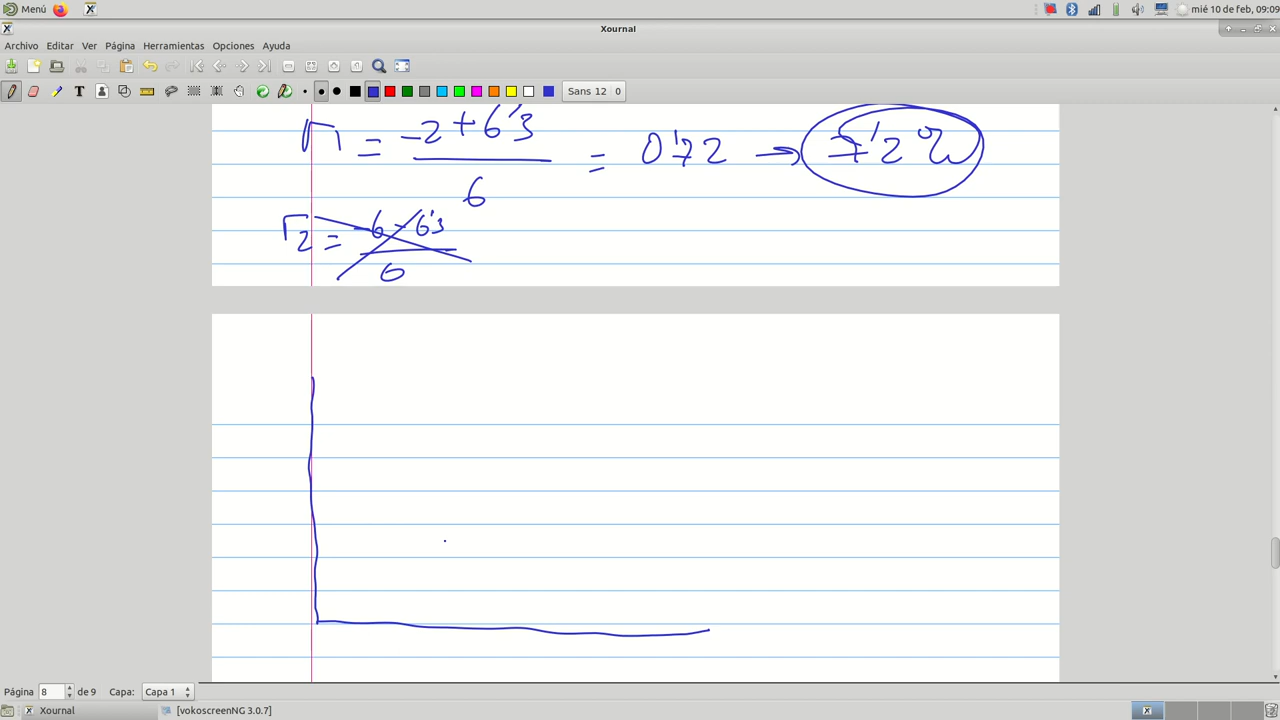 Menú
mié 10 de feb, 09:09
Xournal
Archivo Editar Ver Página Herramientas Opciones Ayuda
T
Sans 12 0
r1 = (-2 + 6'3) / 6 = 0'72 → 7'2
r2 = (-6 - 6'3) / 6
Página 8 de 9 Capa: Capa 1
Xournal [vokoscreenNG 3.0.7]